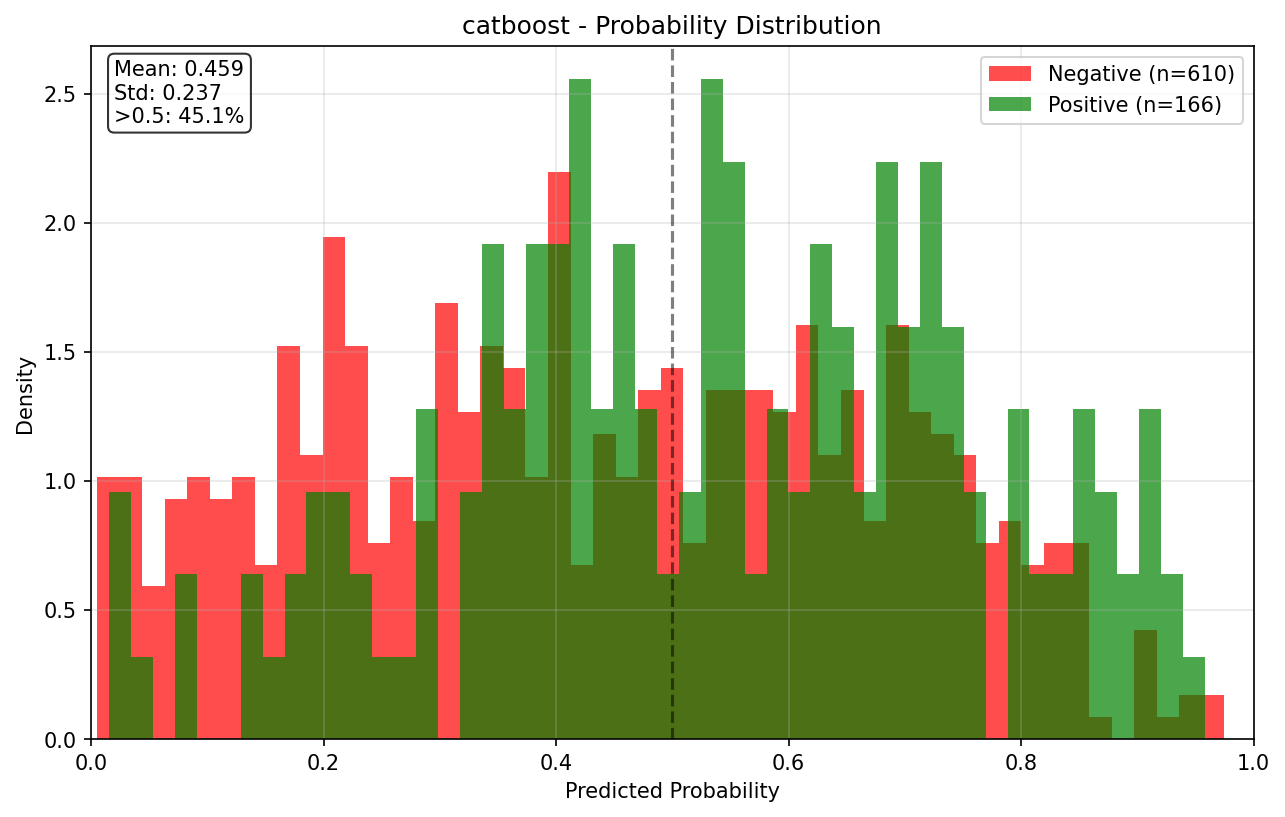 catboost - Probability Distribution
Mean: 0.459
Std: 0.237
>0.5: 45.1%
Negative (n=610)
Positive (n=166)
Density
2.5
2.0
1.5
1.0
0.5
0.0
0.0 0.2 0.4 0.6 0.8 1.0
Predicted Probability